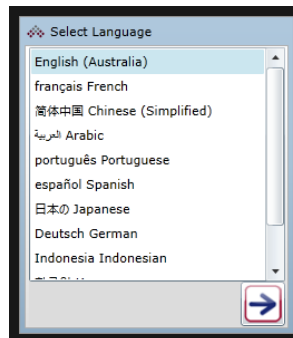 Select Language
English (Australia)
français French
简体中国 Chinese (Simplified)
العربية Arabic
português Portuguese
español Spanish
日本の Japanese
Deutsch German
Indonesia Indonesian